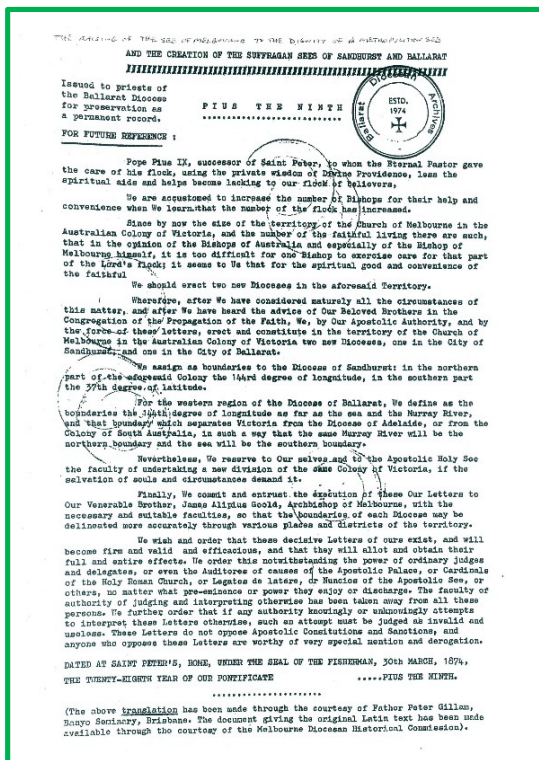 THE RAISING OF THE SEE OF MELBOURNE TO THE DIGNITY OF A METROPOLITAN SEE
AND THE CREATION OF THE SUFFRAGAN SEES OF SANDHURST AND BALLARAT
Issued to priests of
the Ballarat Diocese
for preservation as
a permanent record.
PIUS THE NINTH
FOR FUTURE REFERENCE :
Ballarat Diocesan Archives
ESTD.
1974
Pope Pius IX, successor of Saint Peter, to whom the Eternal Pastor gave
the care of his flock, using the private wisdom of Divine Providence, less the
spiritual aids and helps become lacking to our flock of believers,
We are accustomed to increase the number of Bishops for their help and
convenience when We learn that the number of the flock has increased.
Since by now the size of the territory of the Church of Melbourne in the
Australian Colony of Victoria, and the number of the faithful living there are such,
that in the opinion of the Bishops of Australia and especially of the Bishop of
Melbourne himself, it is too difficult for one Bishop to exercise care for that part
of the Lord's flock; it seems to Us that for the spiritual good and convenience of
the faithful
We should erect two new Dioceses in the aforesaid Territory.
Wherefore, after We have considered maturely all the circumstances of
this matter, and after We have heard the advice of Our Beloved Brothers in the
Congregation of the Propagation of the Faith, We, by Our Apostolic Authority, and by
the force of these letters, erect and constitute in the territory of the Church of
Melbourne in the Australian Colony of Victoria two new Dioceses, one in the City of
Sandhurst; and one in the City of Ballarat.
We assign as boundaries to the Diocese of Sandhurst: in the northern
part of the aforesaid Colony the 144rd degree of longnitude, in the southern part
the 37th degree of latitude.
For the western region of the Diocese of Ballarat, We define as the
boundaries the 144th degree of longnitude as far as the sea and the Murray River,
and that boundary which separates Victoria from the Diocese of Adelaide, or from the
Colony of South Australia, in such a way that the same Murray River will be the
northern boundary and the sea will be the southern boundary.
Nevertheless, We reserve to Our selves and to the Apostolic Holy See
the faculty of undertaking a new division of the same Colony of Victoria, if the
salvation of souls and circumstances demand it.
Finally, We commit and entrust the execution of these Our Letters to
Our Venerable Brother, James Alipius Goold, Archbishop of Melbourne, with the
necessary and suitable faculties, so that the boundaries of each Diocese may be
delineated more accurately through various places and districts of the territory.
We wish and order that these decisive Letters of ours exist, and will
become firm and valid and efficacious, and that they will allot and obtain their
full and entire effects. We order this notwithstanding the power of ordinary judges
and delegates, or even the Auditors of causes of the Apostolic Palace, or Cardinals
of the Holy Roman Church, or Legates de latere, or Nuncios of the Apostolic See, or
others, no matter what pre-eminence or power they enjoy or discharge. The faculty of
authority of judging and interpreting otherwise has been taken away from all these
persons. We further order that if any authority knowingly or unknowingly attempts
to interpret these Letters otherwise, such an attempt must be judged as invalid and
useless. These Letters do not oppose Apostolic Consitutions and Sanctions, and
anyone who opposes these Letters are worthy of very special mention and derogation.
DATED AT SAINT PETER'S, ROME, UNDER THE SEAL OF THE FISHERMAN, 30th MARCH, 1874,
THE TWENTY-EIGHTH YEAR OF OUR PONTIFICATE .....PIUS THE NINTH.
(The above translation has been made through the courtesy of Father Peter Gillam,
Banyo Seminary, Brisbane. The document giving the original Latin text has been made
available through the courtesy of the Melbourne Diocesan Historical Commission).